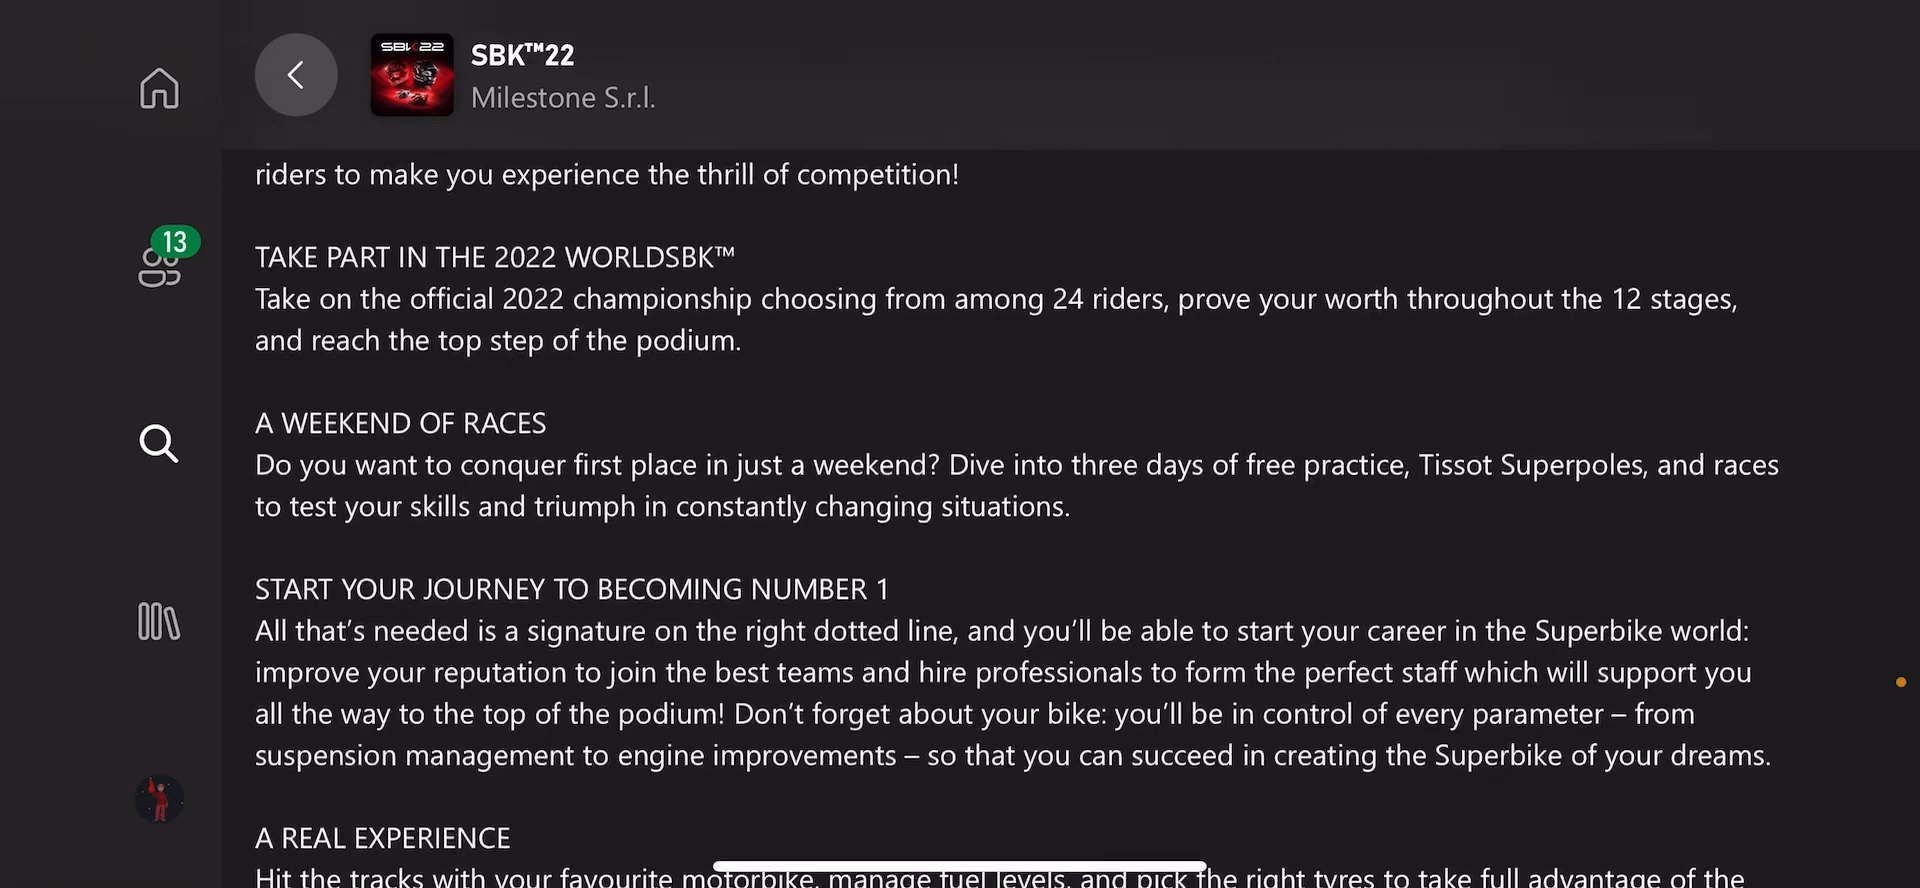 SBK™22
SBK 22
Milestone S.r.l.
13
riders to make you experience the thrill of competition!
TAKE PART IN THE 2022 WORLDSBK™
Take on the official 2022 championship choosing from among 24 riders, prove your worth throughout the 12 stages,
and reach the top step of the podium.
A WEEKEND OF RACES
Do you want to conquer first place in just a weekend? Dive into three days of free practice, Tissot Superpoles, and races
to test your skills and triumph in constantly changing situations.
START YOUR JOURNEY TO BECOMING NUMBER 1
All that’s needed is a signature on the right dotted line, and you’ll be able to start your career in the Superbike world:
improve your reputation to join the best teams and hire professionals to form the perfect staff which will support you
all the way to the top of the podium! Don’t forget about your bike: you’ll be in control of every parameter – from
suspension management to engine improvements – so that you can succeed in creating the Superbike of your dreams.
A REAL EXPERIENCE
Hit the tracks with your favourite motorbike, manage fuel levels, and pick the right tyres to take full advantage of the